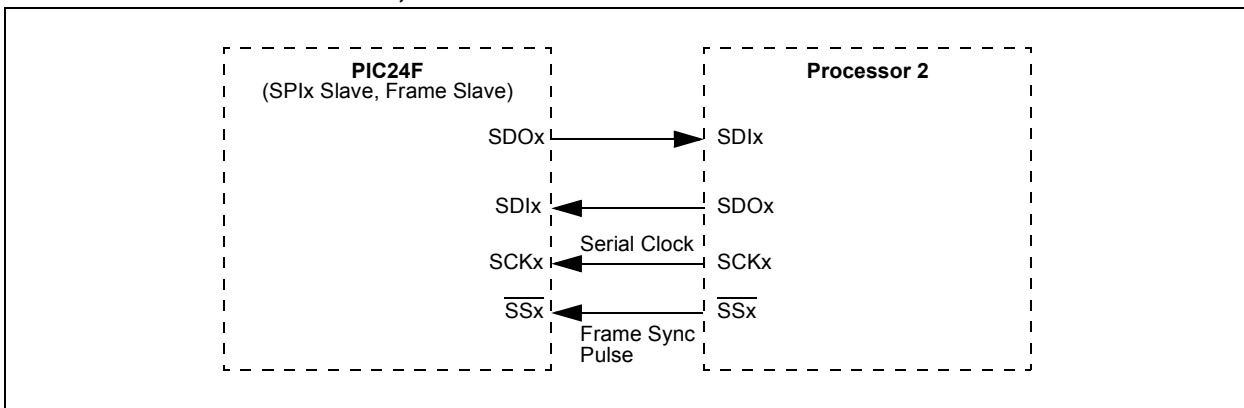 PIC24F
(SPIx Slave, Frame Slave)
Processor 2
SDOx
SDIx
SDIx
SDOx
Serial Clock
SCKx
SCKx
SSx
SSx
Frame Sync
Pulse